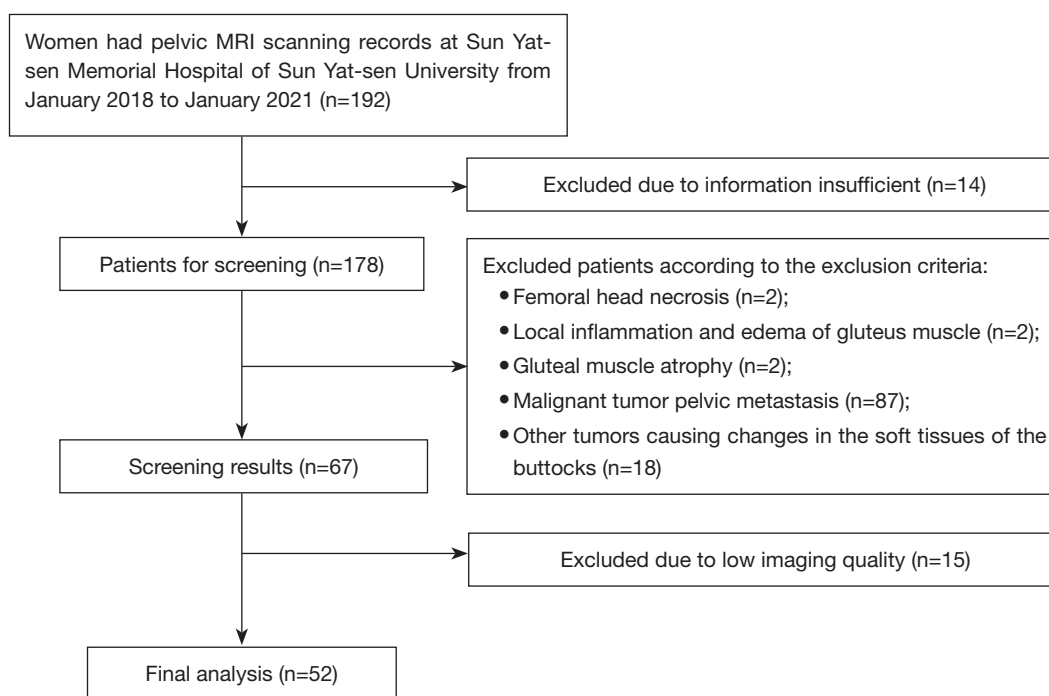 Women had pelvic MRI scanning records at Sun Yat-
sen Memorial Hospital of Sun Yat-sen University from
January 2018 to January 2021 (n=192)
Excluded due to information insufficient (n=14)
Patients for screening (n=178)
Excluded patients according to the exclusion criteria:
• Femoral head necrosis (n=2);
• Local inflammation and edema of gluteus muscle (n=2);
• Gluteal muscle atrophy (n=2);
• Malignant tumor pelvic metastasis (n=87);
• Other tumors causing changes in the soft tissues of the
buttocks (n=18)
Screening results (n=67)
Excluded due to low imaging quality (n=15)
Final analysis (n=52)